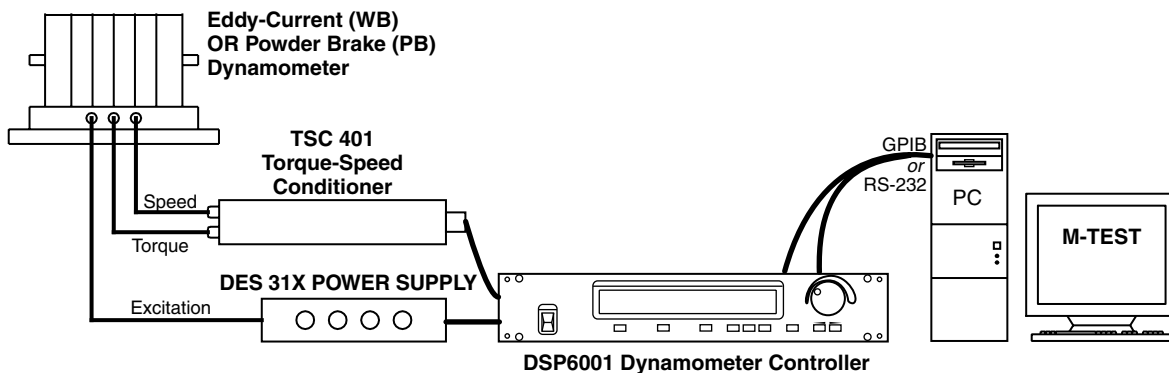 Eddy-Current (WB)
OR Powder Brake (PB)
Dynamometer
TSC 401
Torque-Speed
Conditioner
Speed
Torque
GPIB
or
RS-232
PC
M-TEST
DES 31X POWER SUPPLY
Excitation
DSP6001 Dynamometer Controller